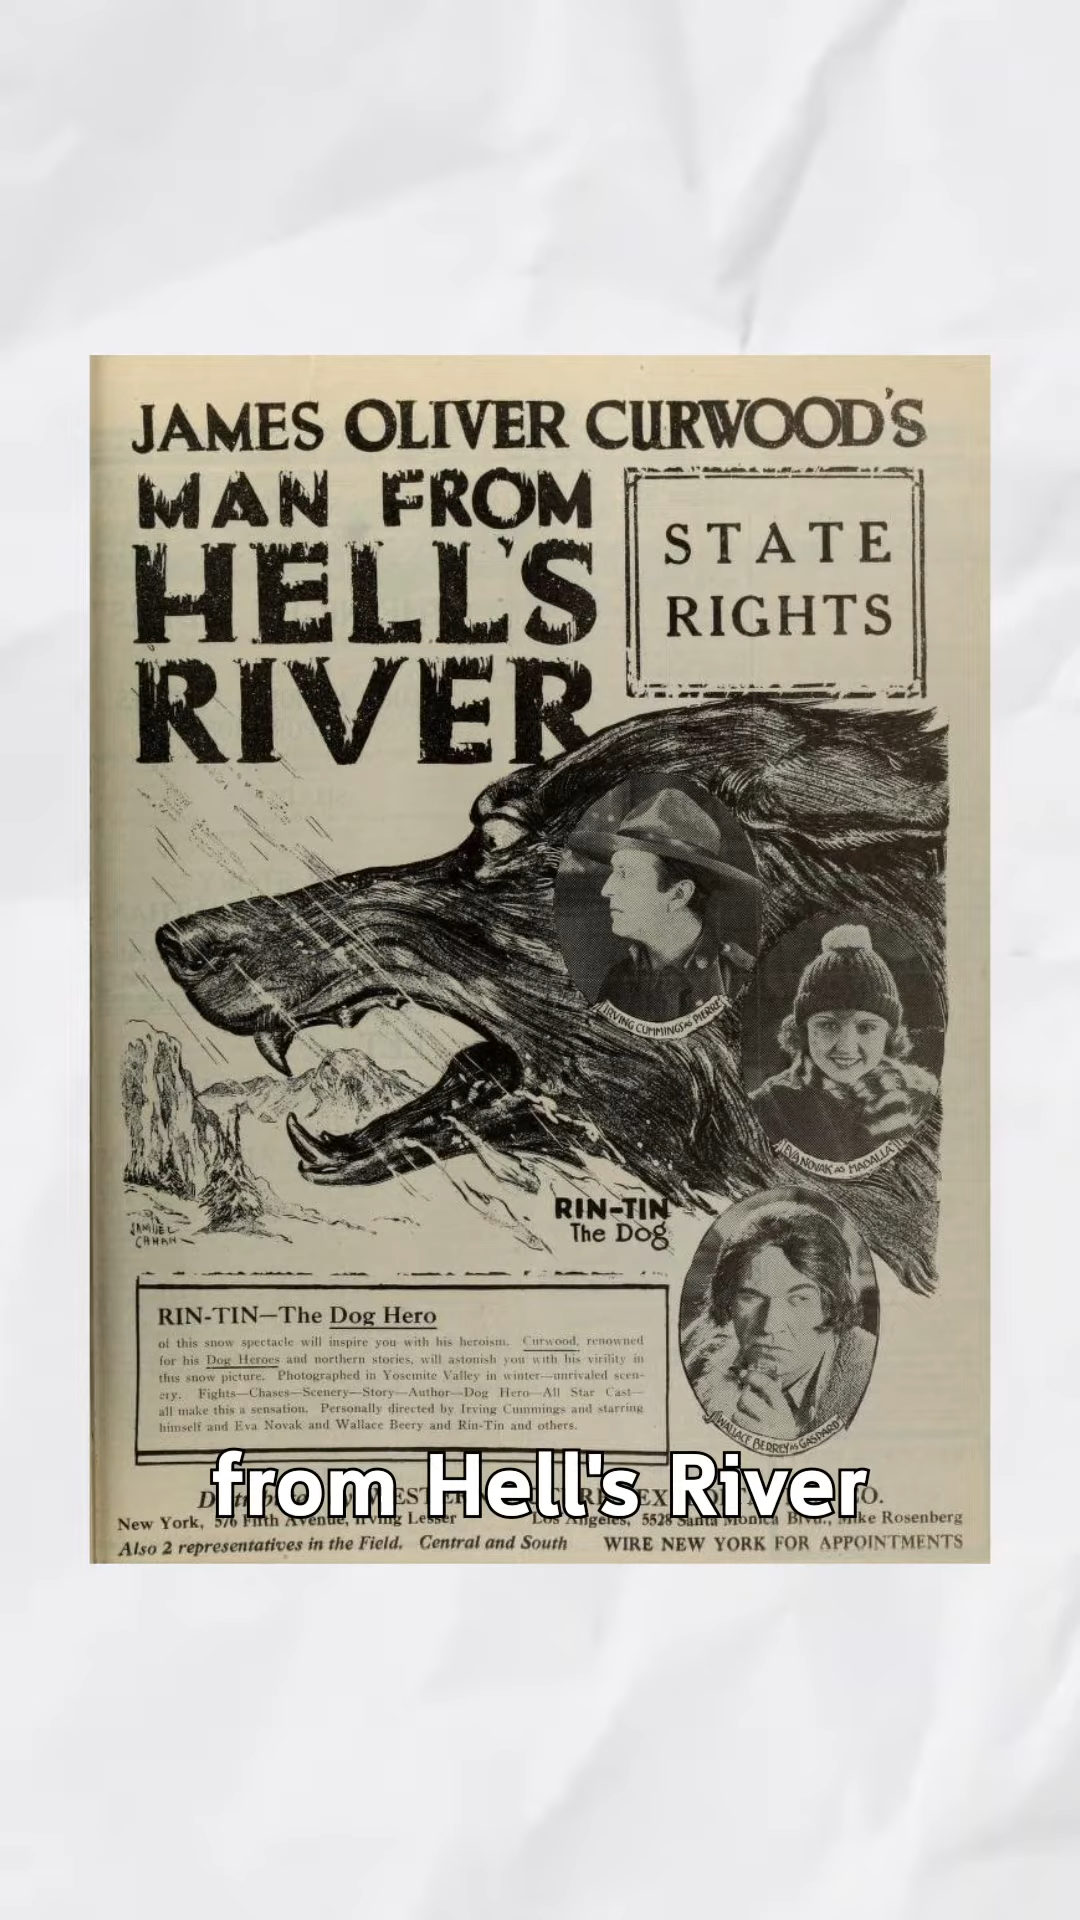 JAMES OLIVER CURWOOD'S
MAN FROM
HELL'S
RIVER
STATE
RIGHTS
IRVING CUMMINGS AS PIERRE
EVA NOVAK AS MADALLA
RIN-TIN
The Dog
SAMUEL
CAHAN
WALLACE BERREY AS GASPARD
RIN-TIN—The Dog Hero
of this snow spectacle will inspire you with his heroism. Curwood, renowned
for his Dog Heroes and northern stories, will astonish you with his virility in
this snow picture. Photographed in Yosemite Valley in winter—unrivaled scen-
ery. Fights—Chases—Scenery—Story—Author—Dog Hero—All Star Cast—
all make this a sensation. Personally directed by Irving Cummings and starring
himself and Eva Novak and Wallace Beery and Rin-Tin and others.
from Hell's River
New York, 576 Fifth Avenue, Irving Lesser Los Angeles, 5528 Santa Monica Blvd., Mike Rosenberg
Also 2 representatives in the Field. Central and South WIRE NEW YORK FOR APPOINTMENTS